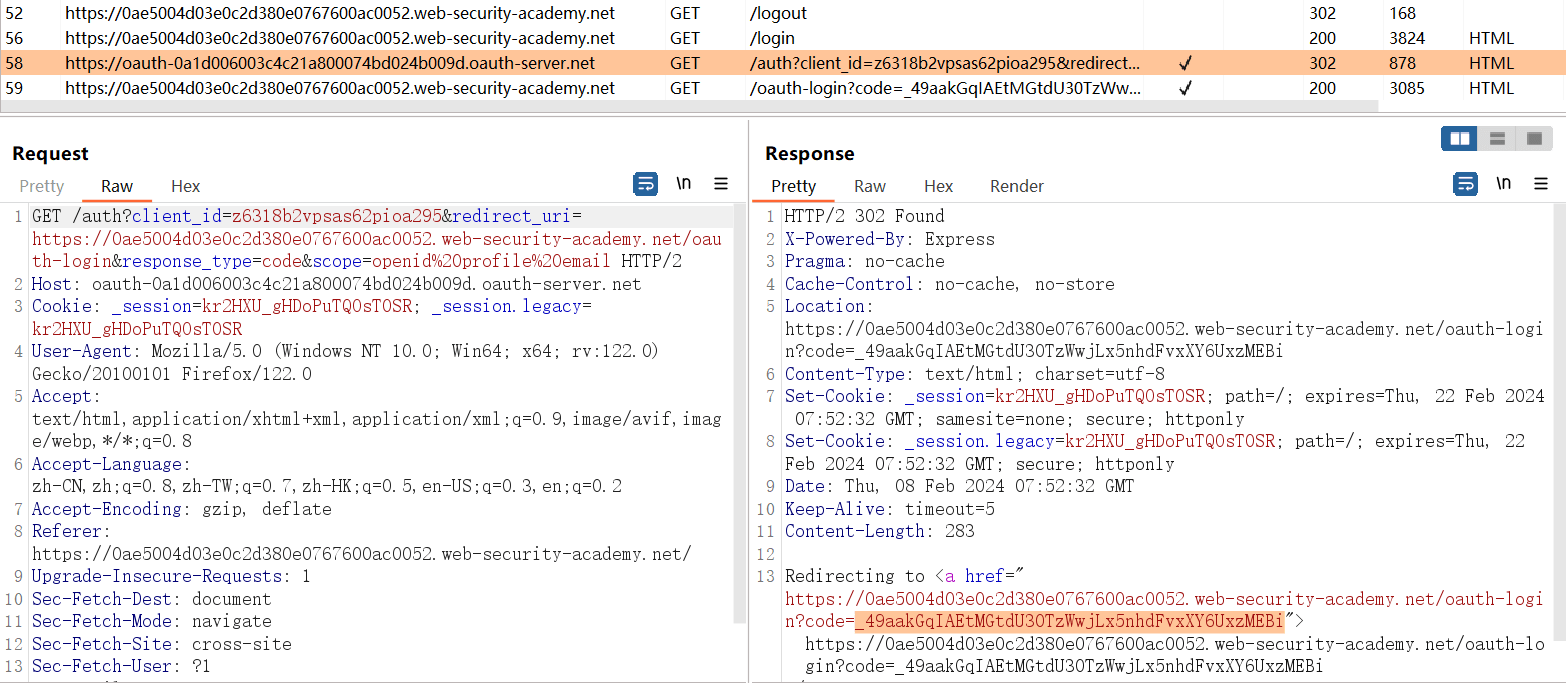 52 https://0ae5004d03e0c2d380e0767600ac0052.web-security-academy.net GET /logout 302 168
56 https://0ae5004d03e0c2d380e0767600ac0052.web-security-academy.net GET /login 200 3824 HTML
58 https://oauth-0a1d006003c4c21a800074bd024b009d.oauth-server.net GET /auth?client_id=z6318b2vpsas62pioa295&redirect... ✓ 302 878 HTML
59 https://0ae5004d03e0c2d380e0767600ac0052.web-security-academy.net GET /oauth-login?code=_49aakGqIAEtMGtdU30TzWw... ✓ 200 3085 HTML
Request
Pretty Raw Hex \n
1 GET /auth?client_id=z6318b2vpsas62pioa295&redirect_uri=
https://0ae5004d03e0c2d380e0767600ac0052.web-security-academy.net/oau
th-login&response_type=code&scope=openid%20profile%20email HTTP/2
2 Host: oauth-0a1d006003c4c21a800074bd024b009d.oauth-server.net
3 Cookie: _session=kr2HXU_gHDoPuTQ0sTOSR; _session.legacy=
kr2HXU_gHDoPuTQ0sTOSR
4 User-Agent: Mozilla/5.0 (Windows NT 10.0; Win64; x64; rv:122.0)
Gecko/20100101 Firefox/122.0
5 Accept:
text/html,application/xhtml+xml,application/xml;q=0.9,image/avif,imag
e/webp,*/*;q=0.8
6 Accept-Language:
zh-CN,zh;q=0.8,zh-TW;q=0.7,zh-HK;q=0.5,en-US;q=0.3,en;q=0.2
7 Accept-Encoding: gzip, deflate
8 Referer:
https://0ae5004d03e0c2d380e0767600ac0052.web-security-academy.net/
9 Upgrade-Insecure-Requests: 1
10 Sec-Fetch-Dest: document
11 Sec-Fetch-Mode: navigate
12 Sec-Fetch-Site: cross-site
13 Sec-Fetch-User: ?1
Response
Pretty Raw Hex Render \n
1 HTTP/2 302 Found
2 X-Powered-By: Express
3 Pragma: no-cache
4 Cache-Control: no-cache, no-store
5 Location:
https://0ae5004d03e0c2d380e0767600ac0052.web-security-academy.net/oauth-logi
n?code=_49aakGqIAEtMGtdU30TzWwjLx5nhdFvxXY6UxzMEBi
6 Content-Type: text/html; charset=utf-8
7 Set-Cookie: _session=kr2HXU_gHDoPuTQ0sTOSR; path=/; expires=Thu, 22 Feb 2024
07:52:32 GMT; samesite=none; secure; httponly
8 Set-Cookie: _session.legacy=kr2HXU_gHDoPuTQ0sTOSR; path=/; expires=Thu, 22
Feb 2024 07:52:32 GMT; secure; httponly
9 Date: Thu, 08 Feb 2024 07:52:32 GMT
10 Keep-Alive: timeout=5
11 Content-Length: 283
12
13 Redirecting to <a href="
https://0ae5004d03e0c2d380e0767600ac0052.web-security-academy.net/oauth-logi
n?code=_49aakGqIAEtMGtdU30TzWwjLx5nhdFvxXY6UxzMEBi">
https://0ae5004d03e0c2d380e0767600ac0052.web-security-academy.net/oauth-lo
gin?code=_49aakGqIAEtMGtdU30TzWwjLx5nhdFvxXY6UxzMEBi